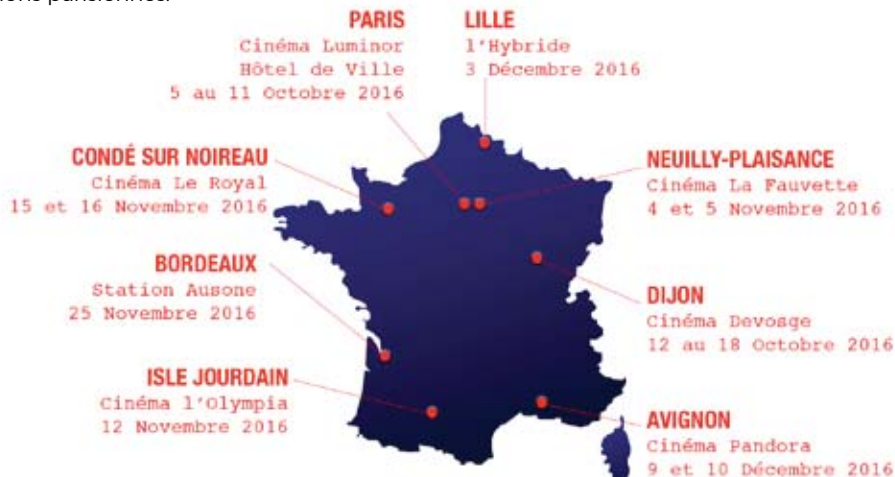 PARIS
Cinéma Luminor
Hôtel de Ville
5 au 11 Octobre 2016
LILLE
l'Hybride
3 Décembre 2016
CONDÉ SUR NOIREAU
Cinéma Le Royal
15 et 16 Novembre 2016
NEUILLY-PLAISANCE
Cinéma La Fauvette
4 et 5 Novembre 2016
BORDEAUX
Station Ausone
25 Novembre 2016
DIJON
Cinéma Devosge
12 au 18 Octobre 2016
ISLE JOURDAIN
Cinéma l'Olympia
12 Novembre 2016
AVIGNON
Cinéma Pandora
9 et 10 Décembre 2016